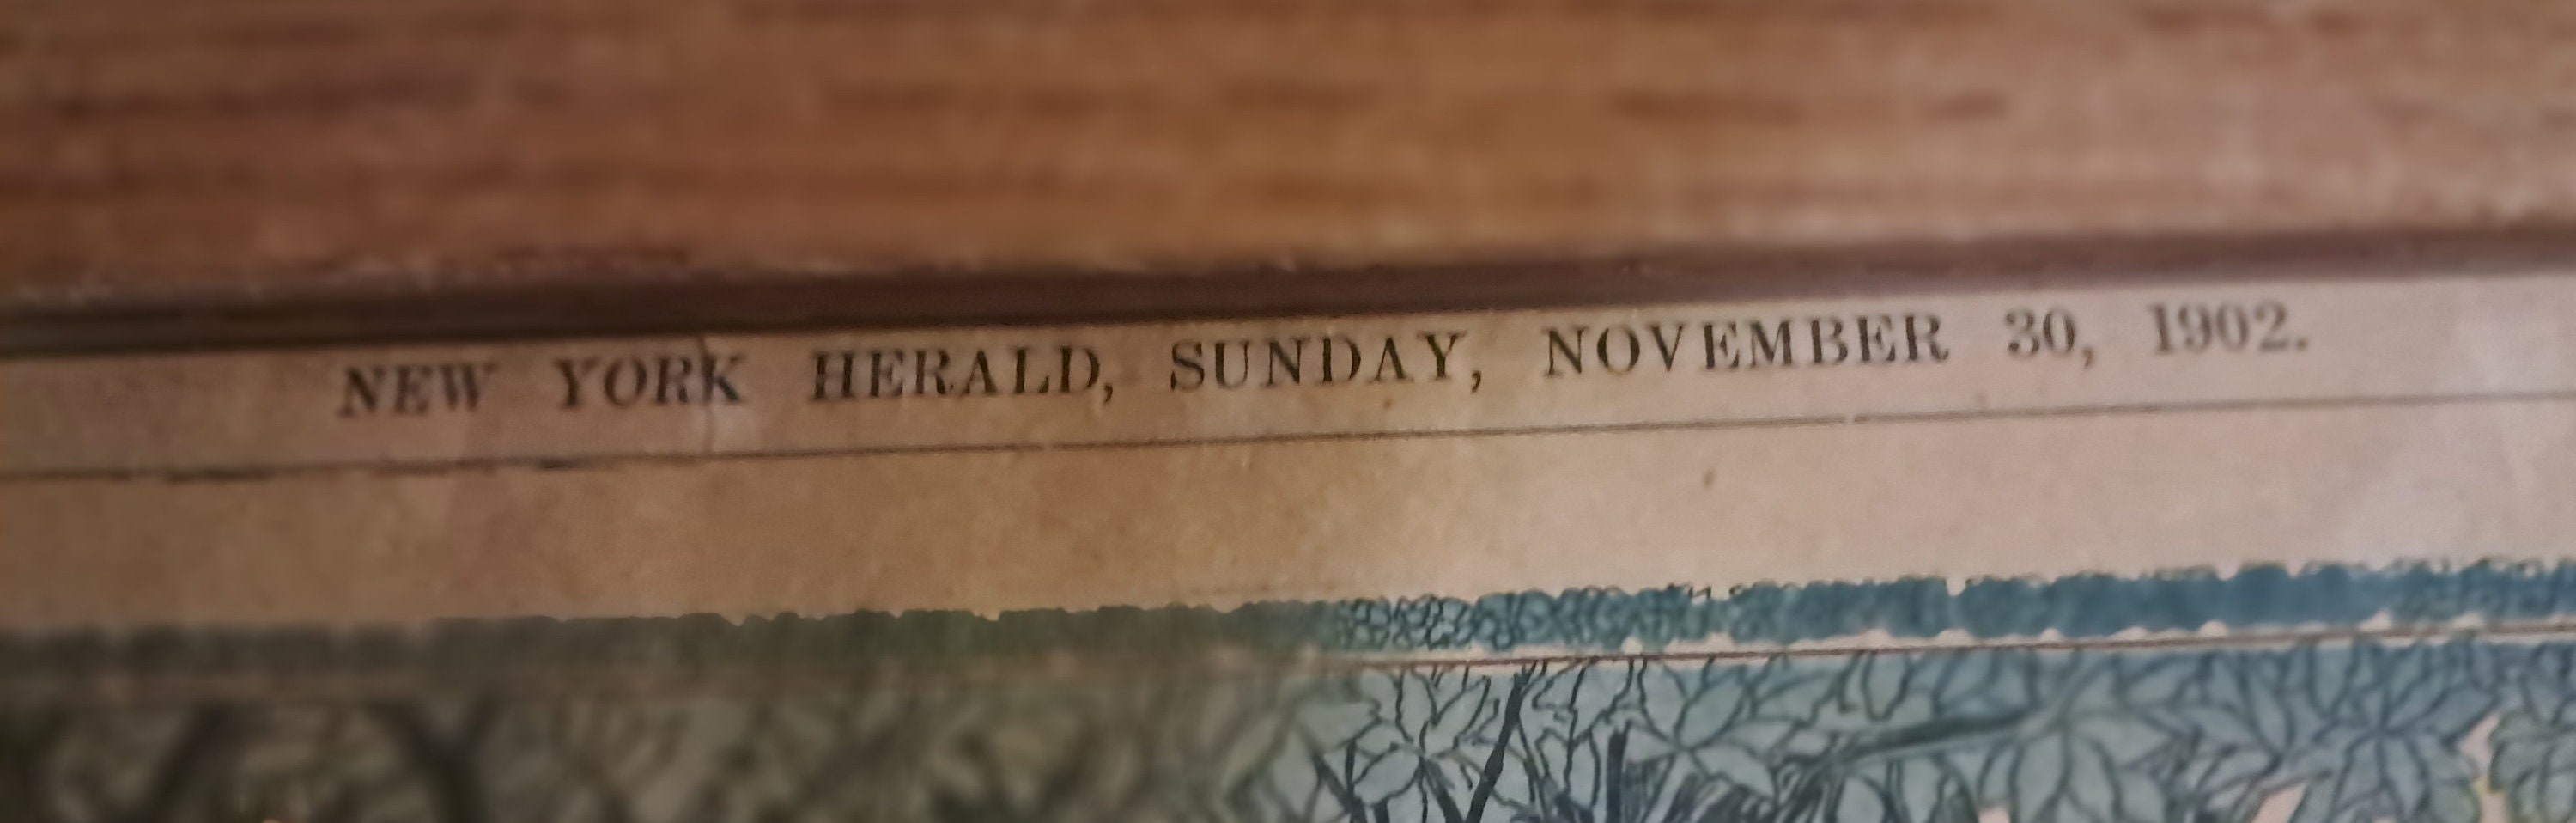 NEW YORK HERALD, SUNDAY, NOVEMBER 30, 1902.